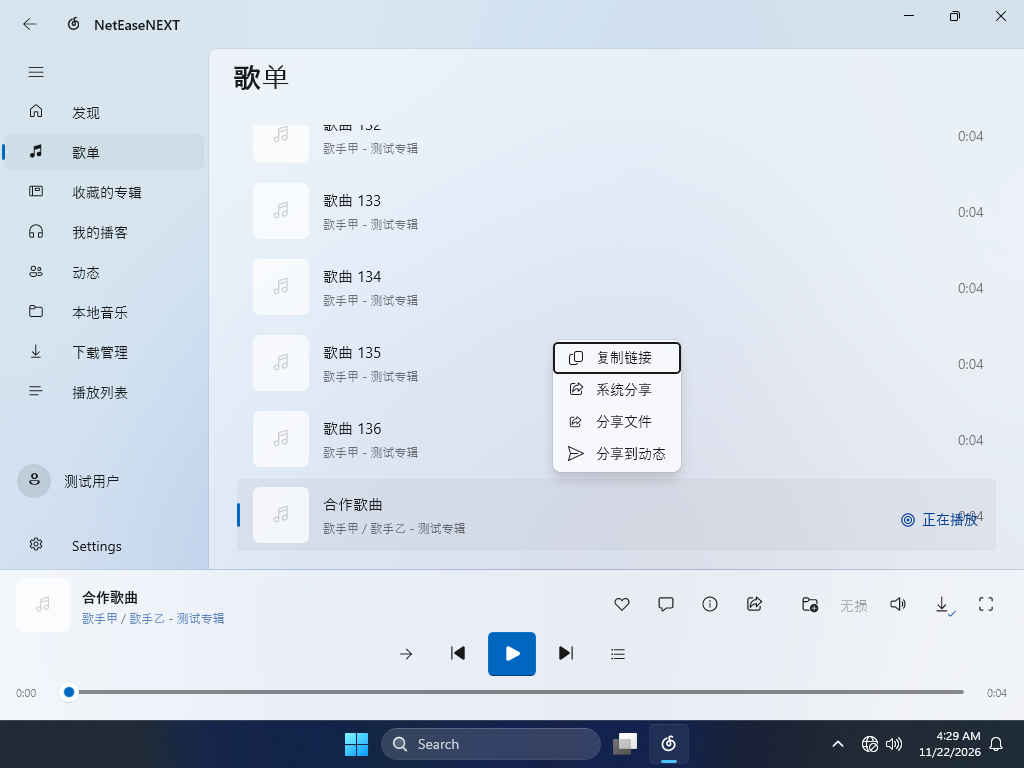 NetEaseNEXT
发现
歌单
收藏的专辑
我的播客
动态
本地音乐
下载管理
播放列表
测试用户
Settings
歌单
歌曲 132
歌手甲 - 测试专辑
0:04
歌曲 133
歌手甲 - 测试专辑
0:04
歌曲 134
歌手甲 - 测试专辑
0:04
歌曲 135
歌手甲 - 测试专辑
0:04
歌曲 136
歌手甲 - 测试专辑
0:04
合作歌曲
歌手甲 / 歌手乙 - 测试专辑
正在播放
0:04
复制链接
系统分享
分享文件
分享到动态
合作歌曲
歌手甲 / 歌手乙 - 测试专辑
无损
0:00
0:04
Search
4:29 AM
11/22/2026